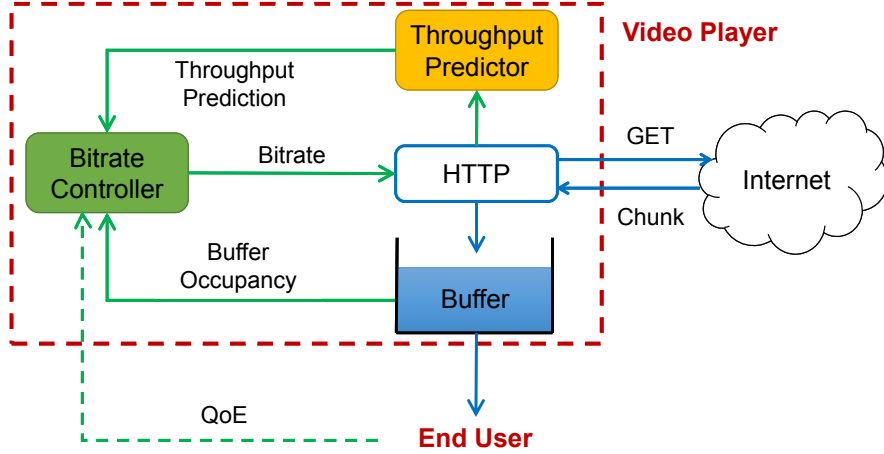 Throughput
Predictor
Video Player
Throughput
Prediction
GET
Bitrate
Controller
Bitrate
HTTP
Internet
Chunk
Buffer
Occupancy
Buffer
QoE
End User